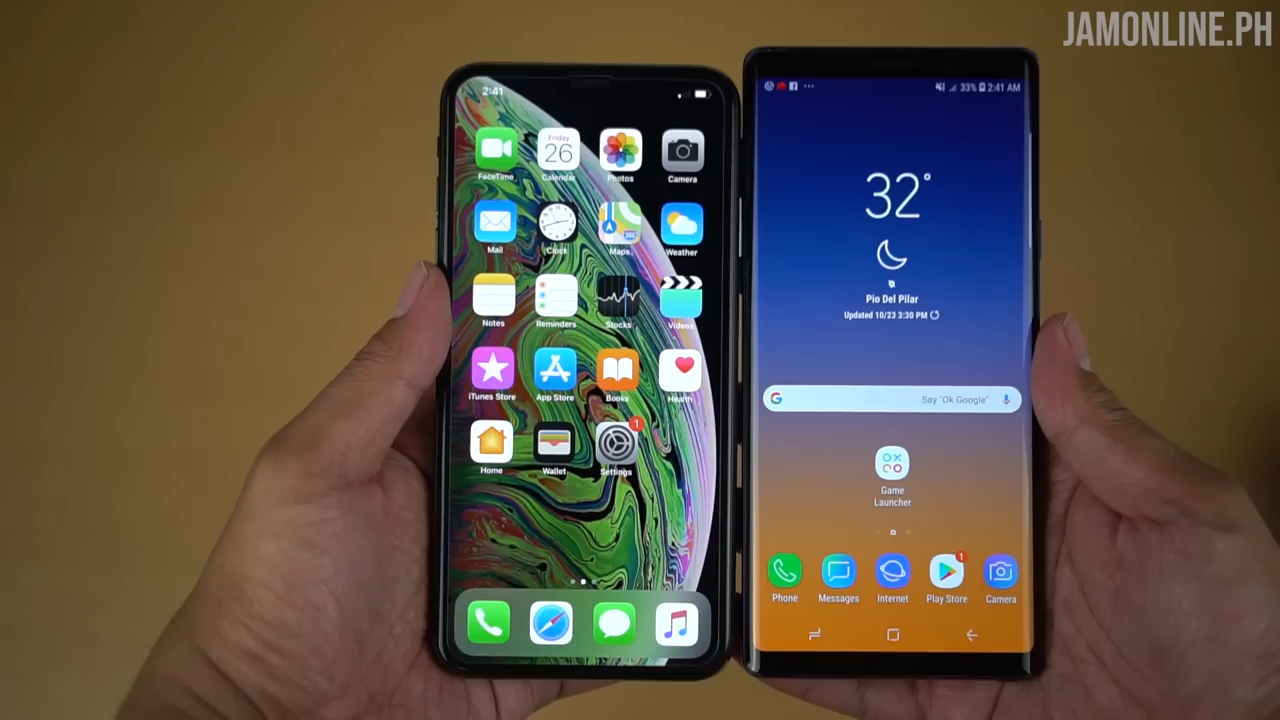 JAMONLINE.PH
2:41
Friday
26
FaceTime
Calendar
Photos
Camera
Mail
Clock
Maps
Weather
Notes
Reminders
Stocks
Videos
iTunes Store
App Store
Books
Health
1
Home
Wallet
Settings
33% 2:41 AM
32°
Pio Del Pilar
Updated 10/23 3:30 PM
Say "Ok Google"
Game
Launcher
1
Phone
Messages
Internet
Play Store
Camera